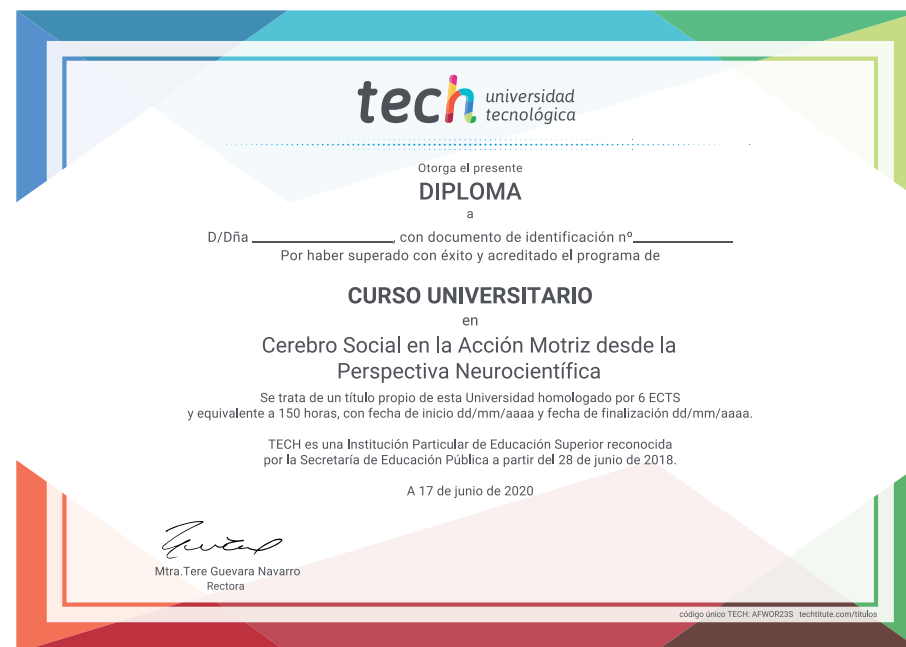 tech universidad
tecnológica
Otorga el presente
DIPLOMA
a
D/Dña ____________________, con documento de identificación nº______________
Por haber superado con éxito y acreditado el programa de
CURSO UNIVERSITARIO
en
Cerebro Social en la Acción Motriz desde la
Perspectiva Neurocientífica
Se trata de un título propio de esta Universidad homologado por 6 ECTS
y equivalente a 150 horas, con fecha de inicio dd/mm/aaaa y fecha de finalización dd/mm/aaaa.
TECH es una Institución Particular de Educación Superior reconocida
por la Secretaría de Educación Pública a partir del 28 de junio de 2018.
A 17 de junio de 2020
Mtra.Tere Guevara Navarro
Rectora
código único TECH: AFWOR23S techtitute.com/titulos